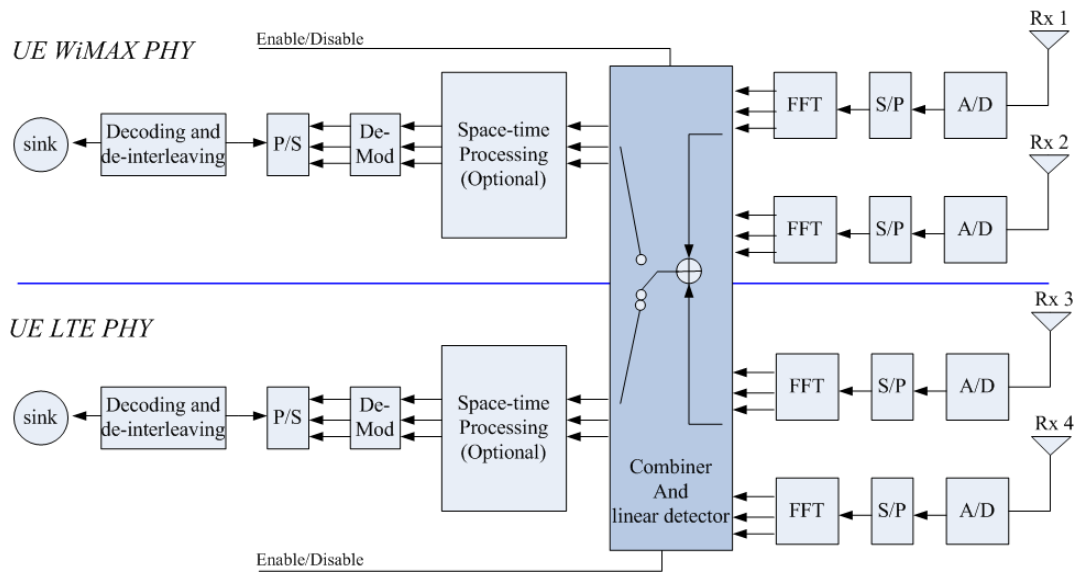 Rx 1
Enable/Disable
UE WiMAX PHY
FFT
S/P
A/D
sink
Decoding and
de-interleaving
P/S
De-
Mod
Space-time
Processing
(Optional)
Rx 2
FFT
S/P
A/D
Rx 3
UE LTE PHY
FFT
S/P
A/D
sink
Decoding and
de-interleaving
P/S
De-
Mod
Space-time
Processing
(Optional)
Rx 4
Combiner
And
linear detector
FFT
S/P
A/D
Enable/Disable